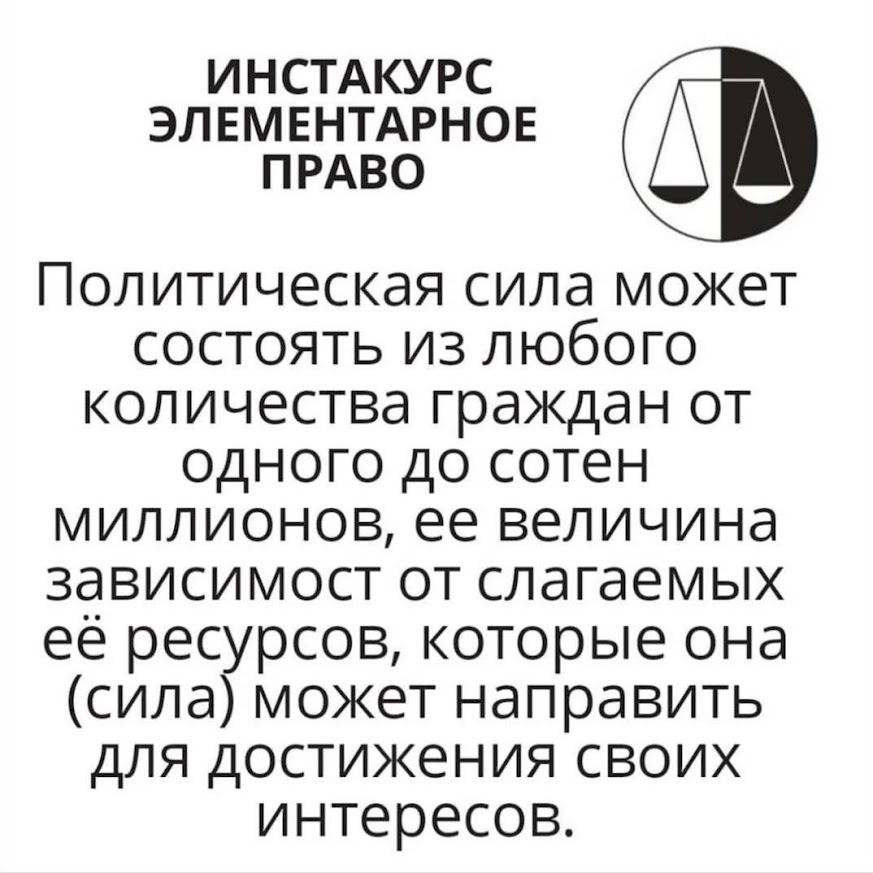 ИНСТАКУРС
ЭЛЕМЕНТАРНОЕ
ПРАВО
Политическая сила может
состоять из любого
количества граждан от
одного до сотен
миллионов, ее величина
зависимост от слагаемых
её ресурсов, которые она
(сила) может направить
для достижения своих
интересов.